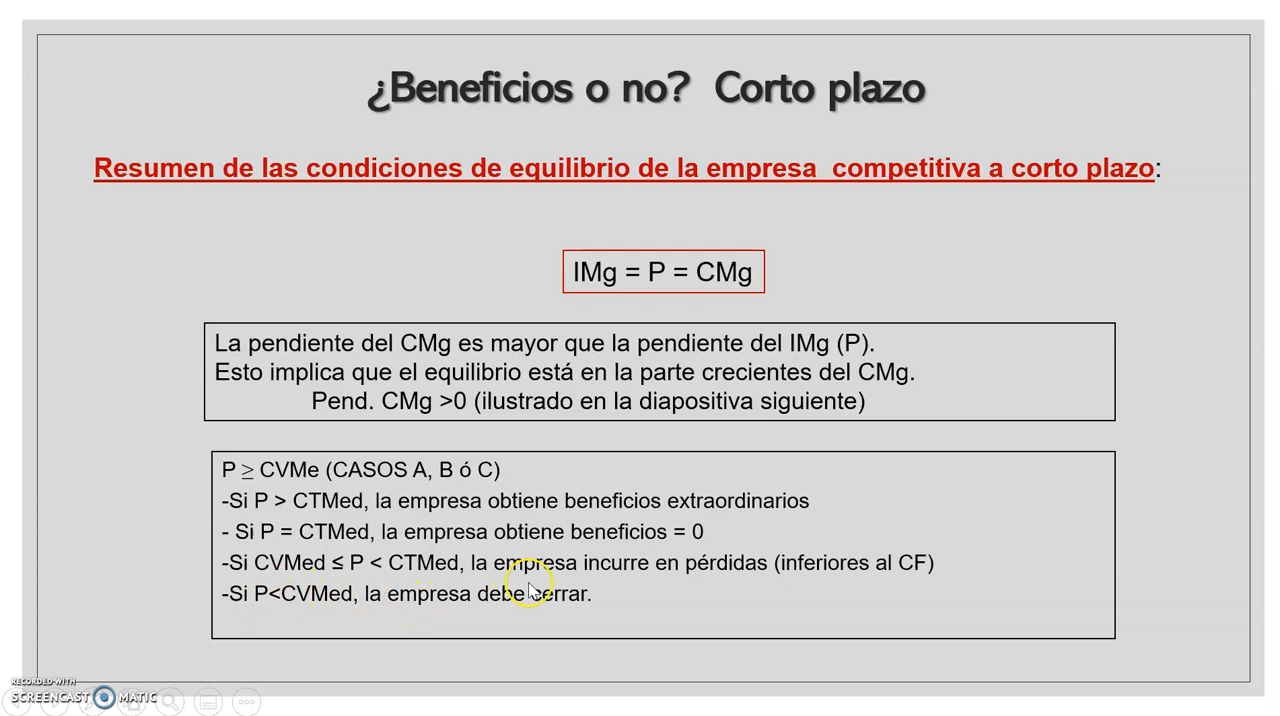 ¿Beneficios o no? Corto plazo
Resumen de las condiciones de equilibrio de la empresa competitiva a corto plazo:
IMg = P = CMg
La pendiente del CMg es mayor que la pendiente del IMg (P).
Esto implica que el equilibrio está en la parte crecientes del CMg.
Pend. CMg >0 (ilustrado en la diapositiva siguiente)
P ≥ CVMe (CASOS A, B ó C)
-Si P > CTMed, la empresa obtiene beneficios extraordinarios
- Si P = CTMed, la empresa obtiene beneficios = 0
-Si CVMed ≤ P < CTMed, la empresa incurre en pérdidas (inferiores al CF)
-Si P<CVMed, la empresa debe cerrar.
RECORDED WITH
SCREENCAST MATIC